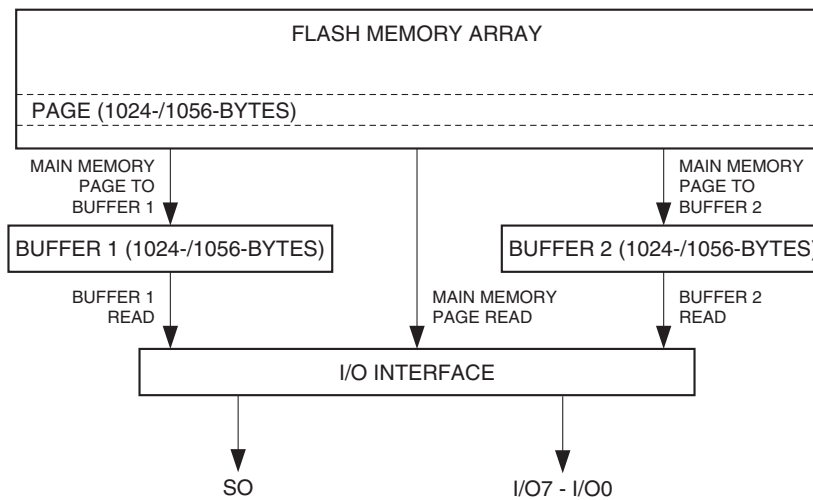 FLASH MEMORY ARRAY
PAGE (1024-/1056-BYTES)
MAIN MEMORY
PAGE TO
BUFFER 1
MAIN MEMORY
PAGE TO
BUFFER 2
BUFFER 1 (1024-/1056-BYTES)
BUFFER 2 (1024-/1056-BYTES)
BUFFER 1
READ
MAIN MEMORY
PAGE READ
BUFFER 2
READ
I/O INTERFACE
SO
I/O7 - I/O0